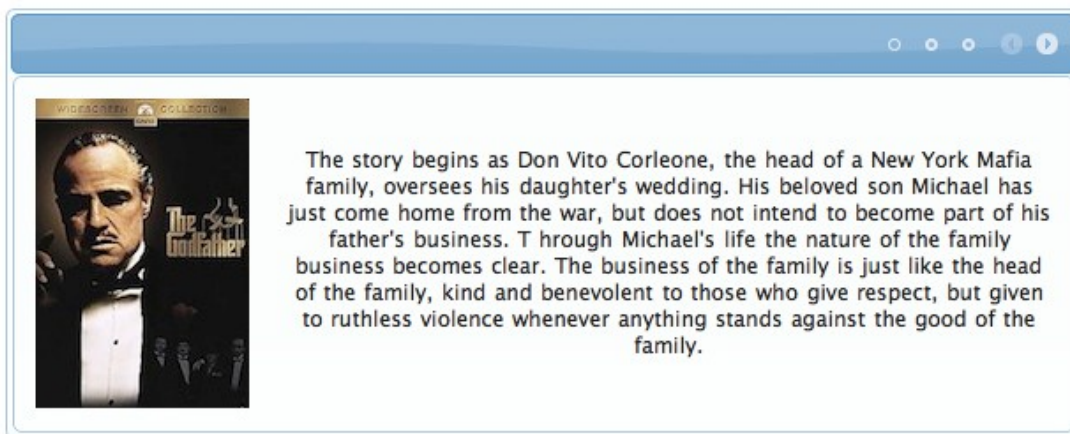 WIDESCREEN COLLECTION
The
Godfather
The story begins as Don Vito Corleone, the head of a New York Mafia
family, oversees his daughter's wedding. His beloved son Michael has
just come home from the war, but does not intend to become part of his
father's business. T hrough Michael's life the nature of the family
business becomes clear. The business of the family is just like the head
of the family, kind and benevolent to those who give respect, but given
to ruthless violence whenever anything stands against the good of the
family.